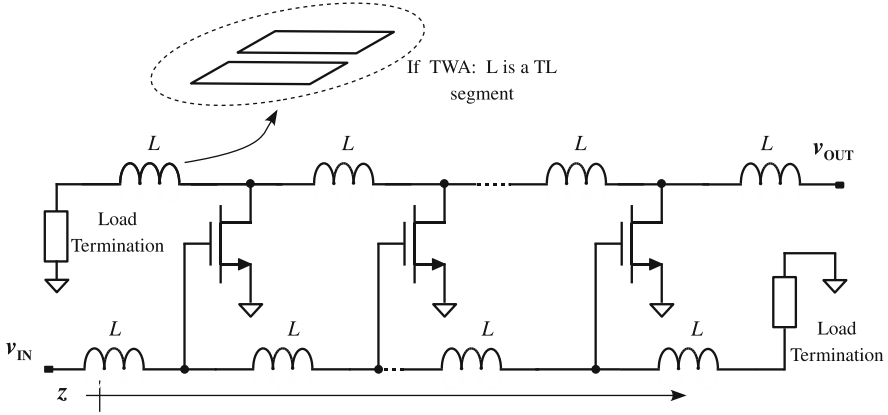 If TWA: L is a TL
segment
L
L
L
L
vOUT
Load
Termination
vIN
L
L
L
L
Load
Termination
z